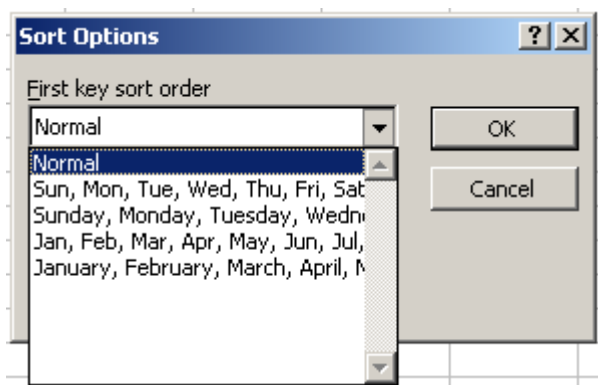 Sort Options
First key sort order
Normal
OK
Normal
Sun, Mon, Tue, Wed, Thu, Fri, Sat
Cancel
Sunday, Monday, Tuesday, Wedn
Jan, Feb, Mar, Apr, May, Jun, Jul,
January, February, March, April, M